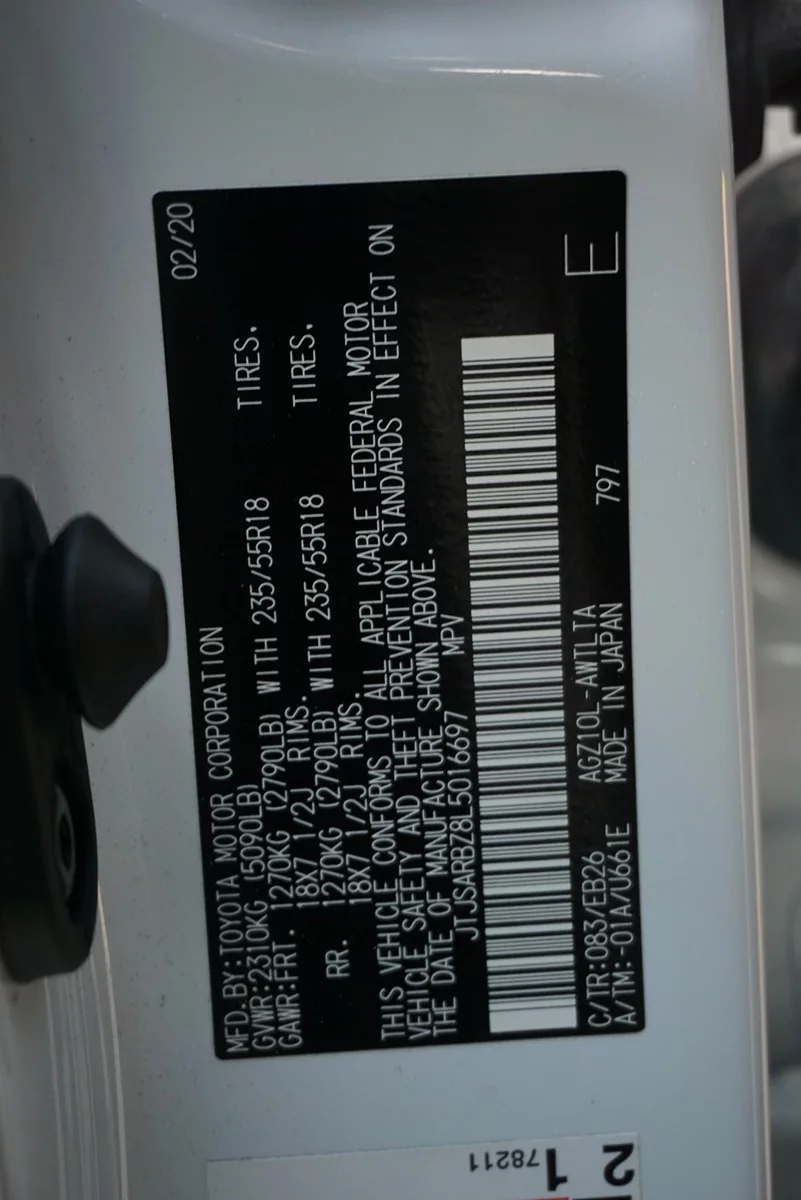 MFD.BY:TOYOTA MOTOR CORPORATION 02/20
GVWR:2310KG (5090LB)
GAWR:FRT. 1270KG (2790LB) WITH 235/55R18 TIRES.
18X7 1/2J RIMS.
RR. 1270KG (2790LB) WITH 235/55R18 TIRES.
18X7 1/2J RIMS.
THIS VEHICLE CONFORMS TO ALL APPLICABLE FEDERAL MOTOR
VEHICLE SAFETY AND THEFT PREVENTION STANDARDS IN EFFECT ON
THE DATE OF MANUFACTURE SHOWN ABOVE.
JTJSARBZ8L5016697 MPV
C/TR:083/EB26 AGZ10L-AWTLTA 797
A/TM:-01A/U661E MADE IN JAPAN E
78211
1
2